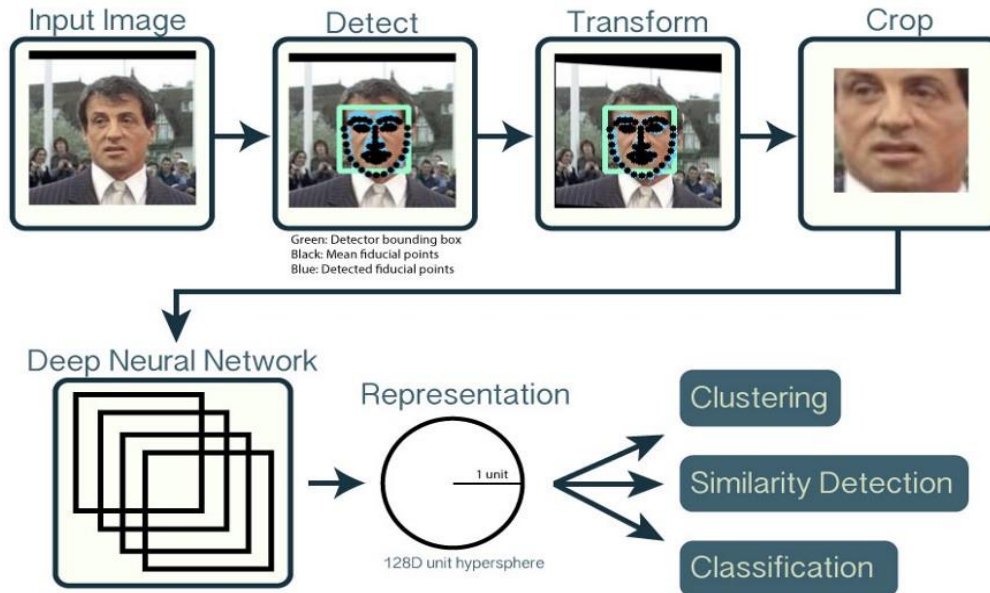 Input Image
Detect
Transform
Crop
Green: Detector bounding box
Black: Mean fiducial points
Blue: Detected fiducial points
Deep Neural Network
Representation
1 unit
128D unit hypersphere
Clustering
Similarity Detection
Classification